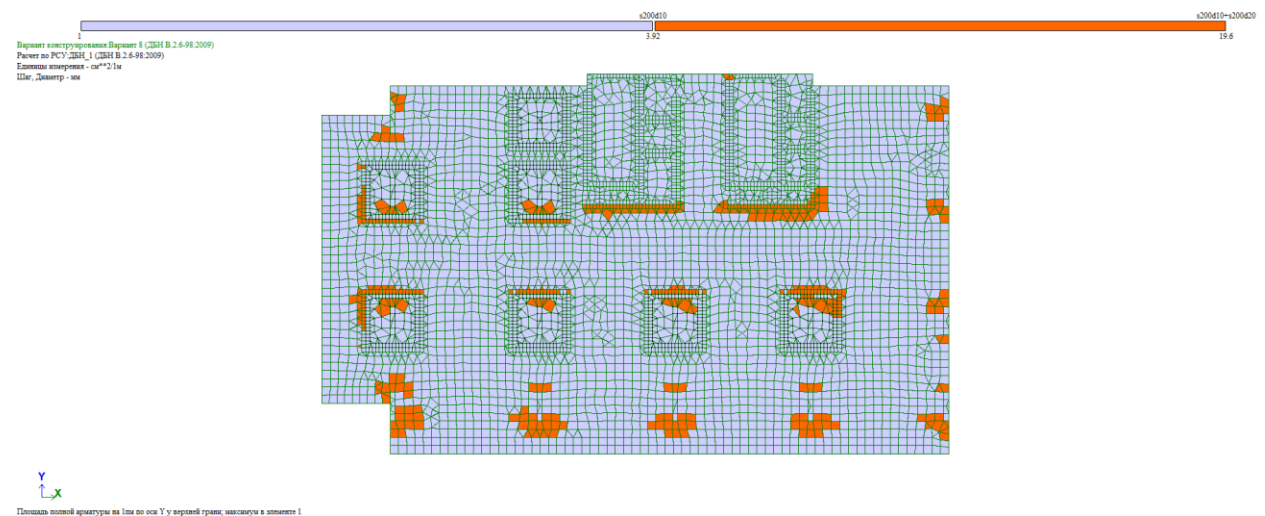 s200d10
s200d10+s200d20
1
3.92
19.6
Вариант конструирования:Вариант 8 (ДБН В.2.6-98:2009)
Расчет по РСУ:ДБН_1 (ДБН В.2.6-98:2009)
Единицы измерения - см**2/1м
Шаг, Диаметр - мм
Y
X
Площадь полной арматуры на 1пм по оси Y у верхней грани; максимум в элементе 1